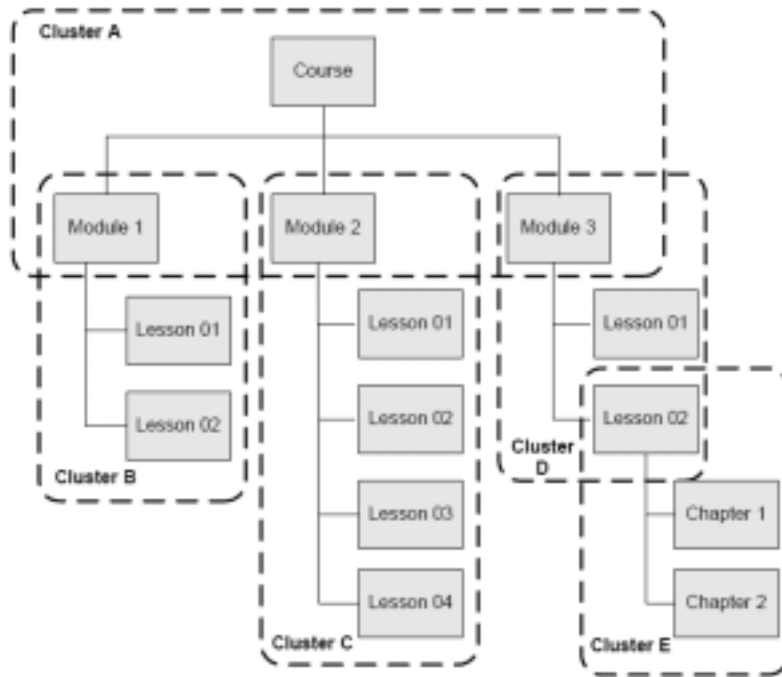 Cluster A
Course
Module 1
Module 2
Module 3
Lesson 01
Lesson 01
Lesson 01
Lesson 02
Lesson 02
Lesson 02
Cluster
D
Cluster B
Lesson 03
Chapter 1
Lesson 04
Chapter 2
Cluster C
Cluster E